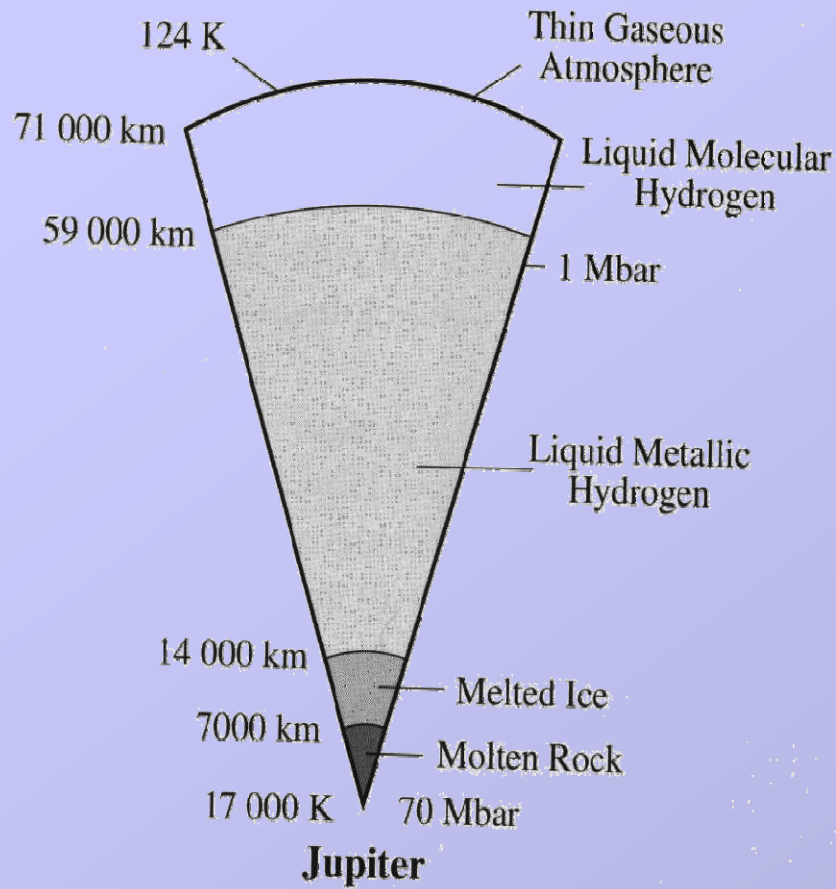 124 K
Thin Gaseous
Atmosphere
71 000 km
Liquid Molecular
Hydrogen
59 000 km
1 Mbar
Liquid Metallic
Hydrogen
14 000 km
Melted Ice
7000 km
Molten Rock
17 000 K
70 Mbar
Jupiter